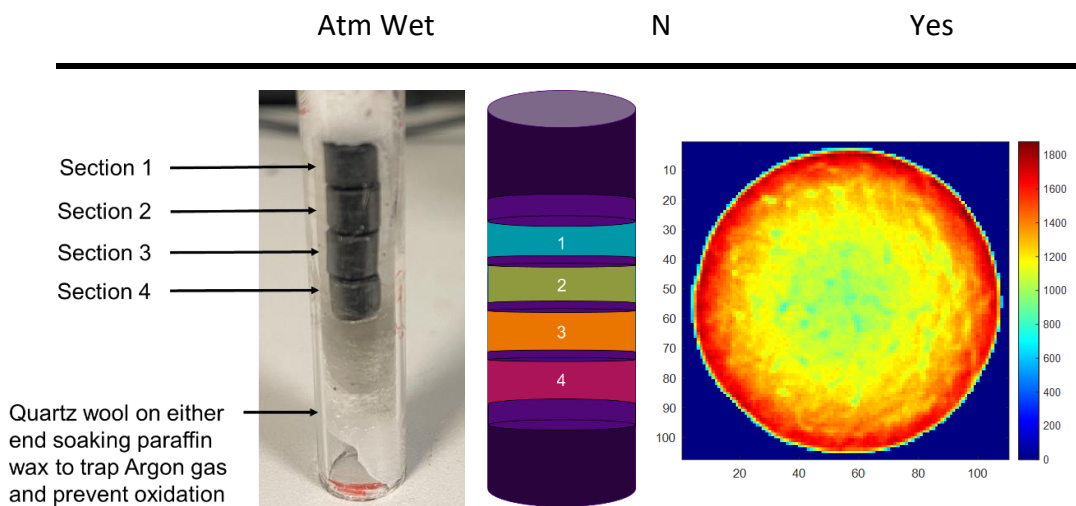 Atm Wet N Yes
Section 1
Section 2
Section 3
Section 4
Quartz wool on either
end soaking paraffin
wax to trap Argon gas
and prevent oxidation
1
2
3
4
10
20
30
40
50
60
70
80
90
100
20 40 60 80 100
1800
1600
1400
1200
1000
800
600
400
200
0